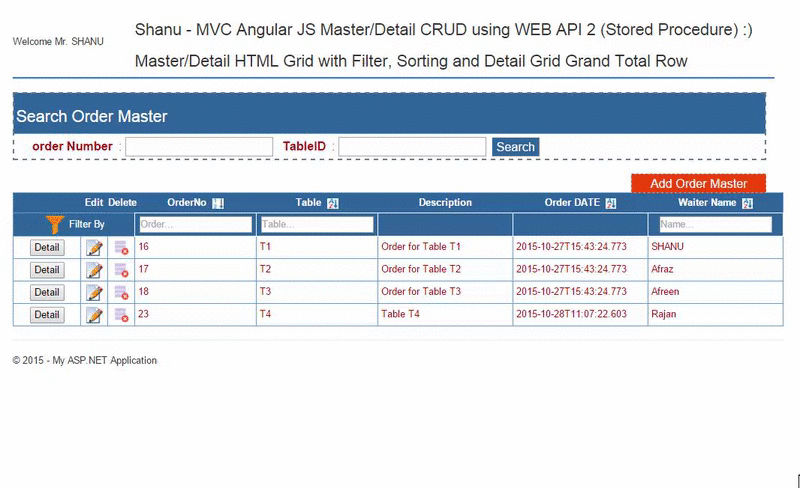 Shanu - MVC Angular JS Master/Detail CRUD using WEB API 2 (Stored Procedure) :)
Welcome Mr. SHANU
Master/Detail HTML Grid with Filter, Sorting and Detail Grid Grand Total Row
Search Order Master
order Number : TableID : Search
Add Order Master
Edit Delete OrderNo Table Description Order DATE Waiter Name
Filter By Order... Table... Name...
Detail 16 T1 Order for Table T1 2015-10-27T15:43:24.773 SHANU
Detail 17 T2 Order for Table T2 2015-10-27T15:43:24.773 Afraz
Detail 18 T3 Order for Table T3 2015-10-27T15:43:24.773 Afreen
Detail 23 T4 Table T4 2015-10-28T11:07:22.603 Rajan
© 2015 - My ASP.NET Application